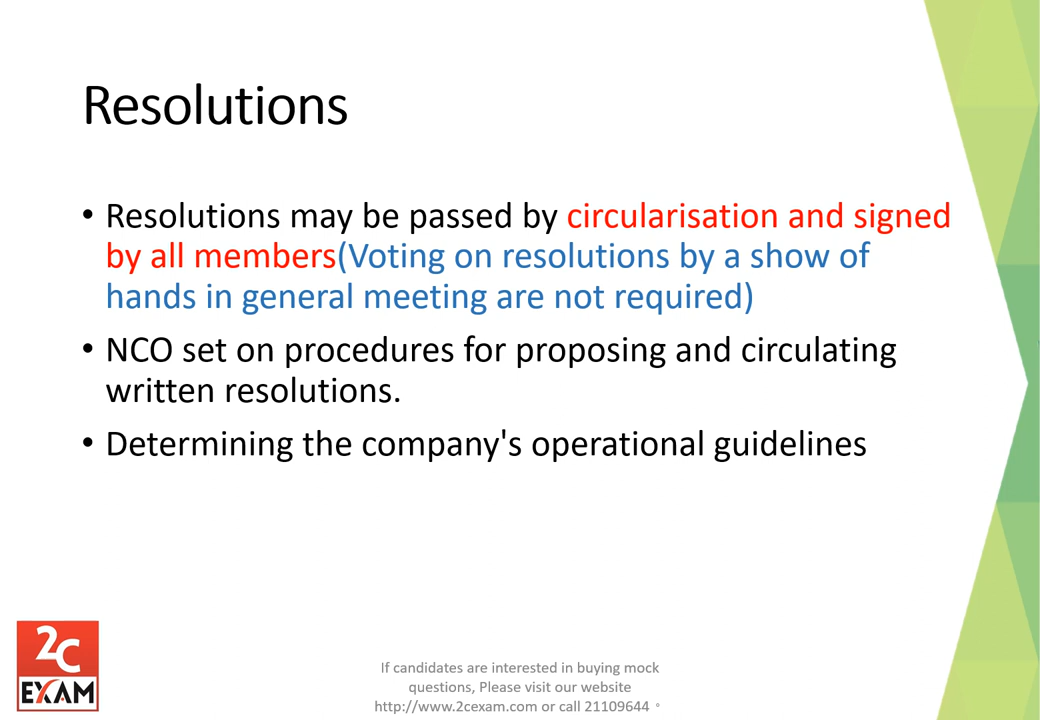 Resolutions
• Resolutions may be passed by circularisation and signed
by all members(Voting on resolutions by a show of
hands in general meeting are not required)
• NCO set on procedures for proposing and circulating
written resolutions.
• Determining the company's operational guidelines
2C
EXAM
If candidates are interested in buying mock
questions, Please visit our website
http://www.2cexam.com or call 21109644 。